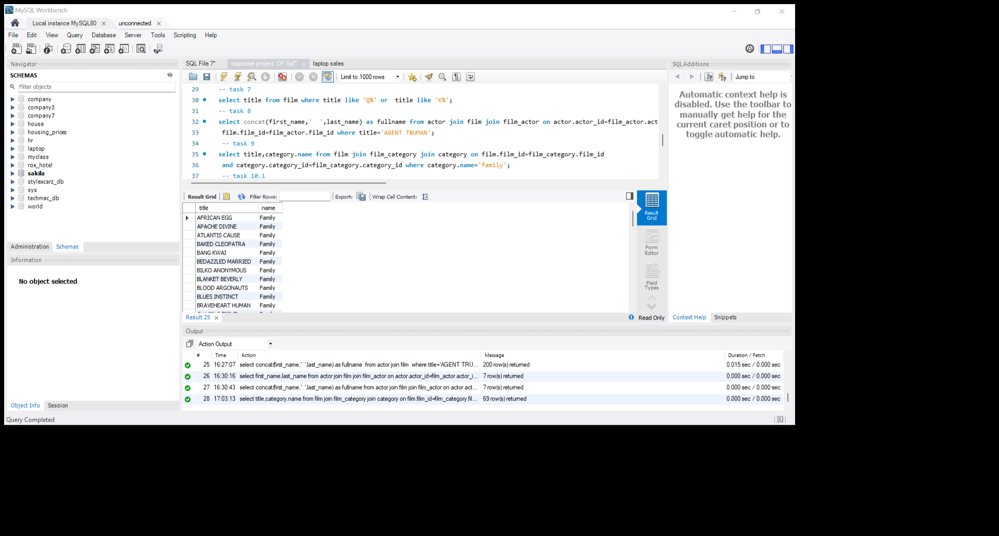 MySQL Workbench
Local instance MySQL80
unconnected
File Edit View Query Database Server Tools Scripting Help
Navigator
SCHEMAS
Filter objects
company
company3
company7
house
housing_prices
hr
laptop
myclass
rox_hotel
sakila
stylexcarz_db
sys
techmac_db
world
Administration Schemas
Information
No object selected
Object Info Session
Query Completed
SQL File 7* capstone project OF Sql* laptop sales
Limit to 1000 rows
29 -- task 7
30 select title from film where title like 'Q%' or  title like 'K%';
31 -- task 8
32 select concat(first_name,'  ',last_name) as fullname from actor join film join film_actor on actor.actor_id=film_actor.act
33 film.film_id=film_actor.film_id where title='AGENT TRUMAN';
34 -- task 9
35 select title,category.name from film join film_category join category on film.film_id=film_category.film_id
36 and category.category_id=film_category.category_id where category.name='family';
37 -- task 10.1
Result Grid Filter Rows: Export: Wrap Cell Content:
title name
AFRICAN EGG Family
APACHE DIVINE Family
ATLANTIS CAUSE Family
BAKED CLEOPATRA Family
BANG KWAI Family
BEDAZZLED MARRIED Family
BILKO ANONYMOUS Family
BLANKET BEVERLY Family
BLOOD ARGONAUTS Family
BLUES INSTINCT Family
BRAVEHEART HUMAN Family
Result
Grid
Form
Editor
Field
Types
Result 25
Read Only
Output
Action Output
# Time Action Message Duration / Fetch
25 16:27:07 select concat(first_name,'  ',last_name) as fullname  from actor join film  where title='AGENT TRU... 200 row(s) returned 0.015 sec / 0.000 sec
26 16:30:16 select first_name,last_name from actor join film join film_actor on actor.actor_id=film_actor.actor_i... 7 row(s) returned 0.000 sec / 0.000 sec
27 16:30:43 select concat(first_name,'  ',last_name) as fullname from actor join film join film_actor on actor.act... 7 row(s) returned 0.000 sec / 0.000 sec
28 17:03:13 select title,category.name from film join film_category join category on film.film_id=film_category.fil... 69 row(s) returned 0.000 sec / 0.000 sec
SQLAdditions
Jump to
Automatic context help is
disabled. Use the toolbar to
manually get help for the
current caret position or to
toggle automatic help.
Context Help Snippets